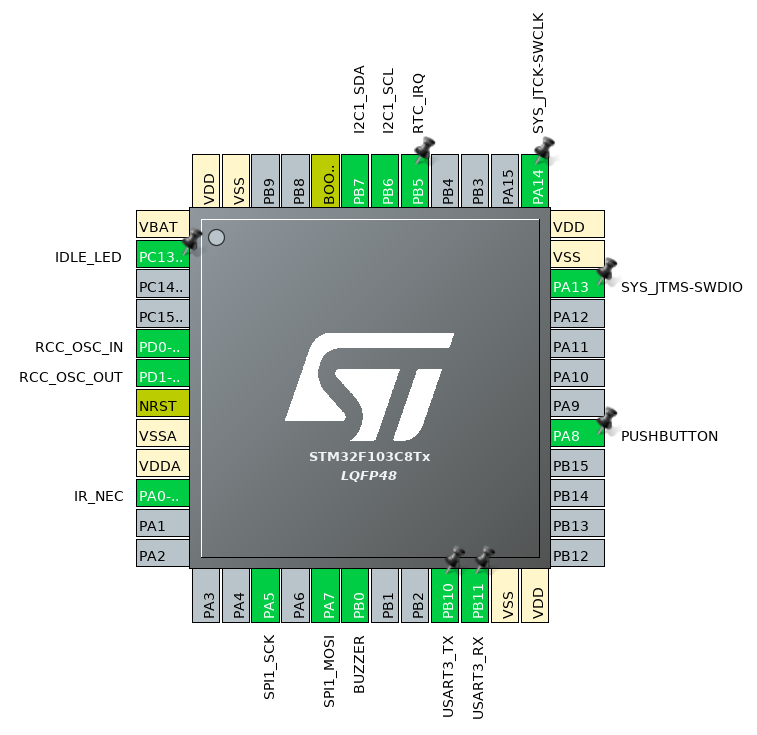 I2C1_SDA
I2C1_SCL
RTC_IRQ
SYS_JTCK-SWCLK
VDD
VSS
PB9
PB8
BOO..
PB7
PB6
PB5
PB4
PB3
PA15
PA14
VBAT
IDLE_LED PC13..
PC14..
PC15..
RCC_OSC_IN PD0-..
RCC_OSC_OUT PD1-..
NRST
VSSA
VDDA
IR_NEC PA0-..
PA1
PA2
STM32F103C8Tx
LQFP48
VDD
VSS
PA13 SYS_JTMS-SWDIO
PA12
PA11
PA10
PA9
PA8 PUSHBUTTON
PB15
PB14
PB13
PB12
PA3
PA4
PA5
PA6
PA7
PB0
PB1
PB2
PB10
PB11
VSS
VDD
SPI1_SCK
SPI1_MOSI
BUZZER
USART3_TX
USART3_RX